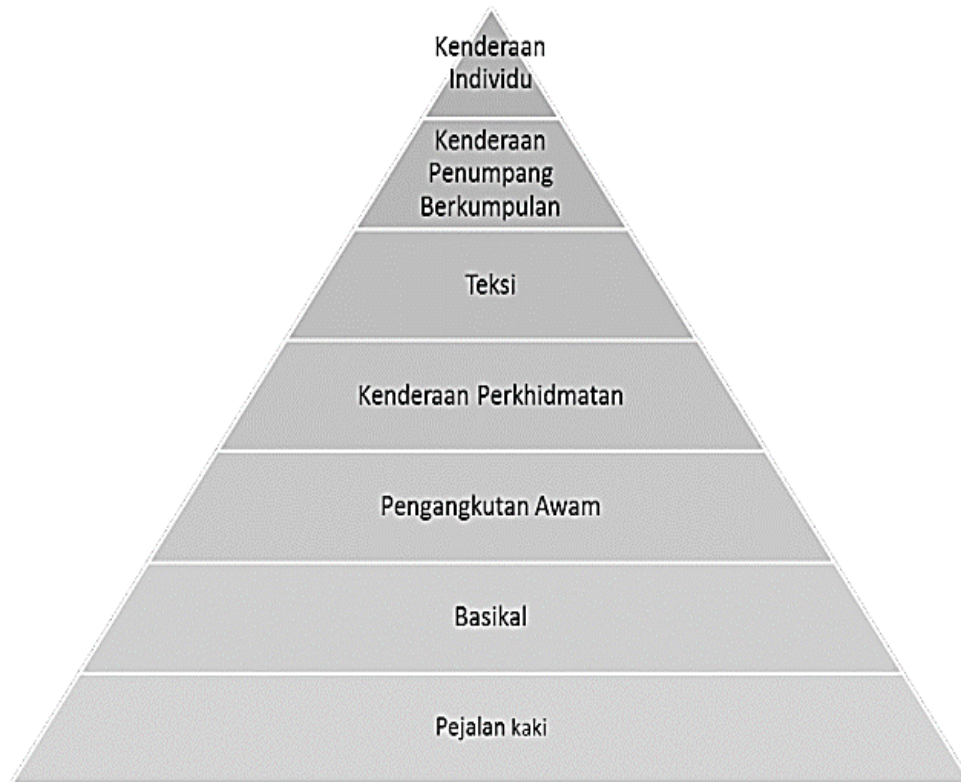 Kenderaan
Individu
Kenderaan
Penumpang
Berkumpulan
Teksi
Kenderaan Perkhidmatan
Pengangkutan Awam
Basikal
Pejalan kaki